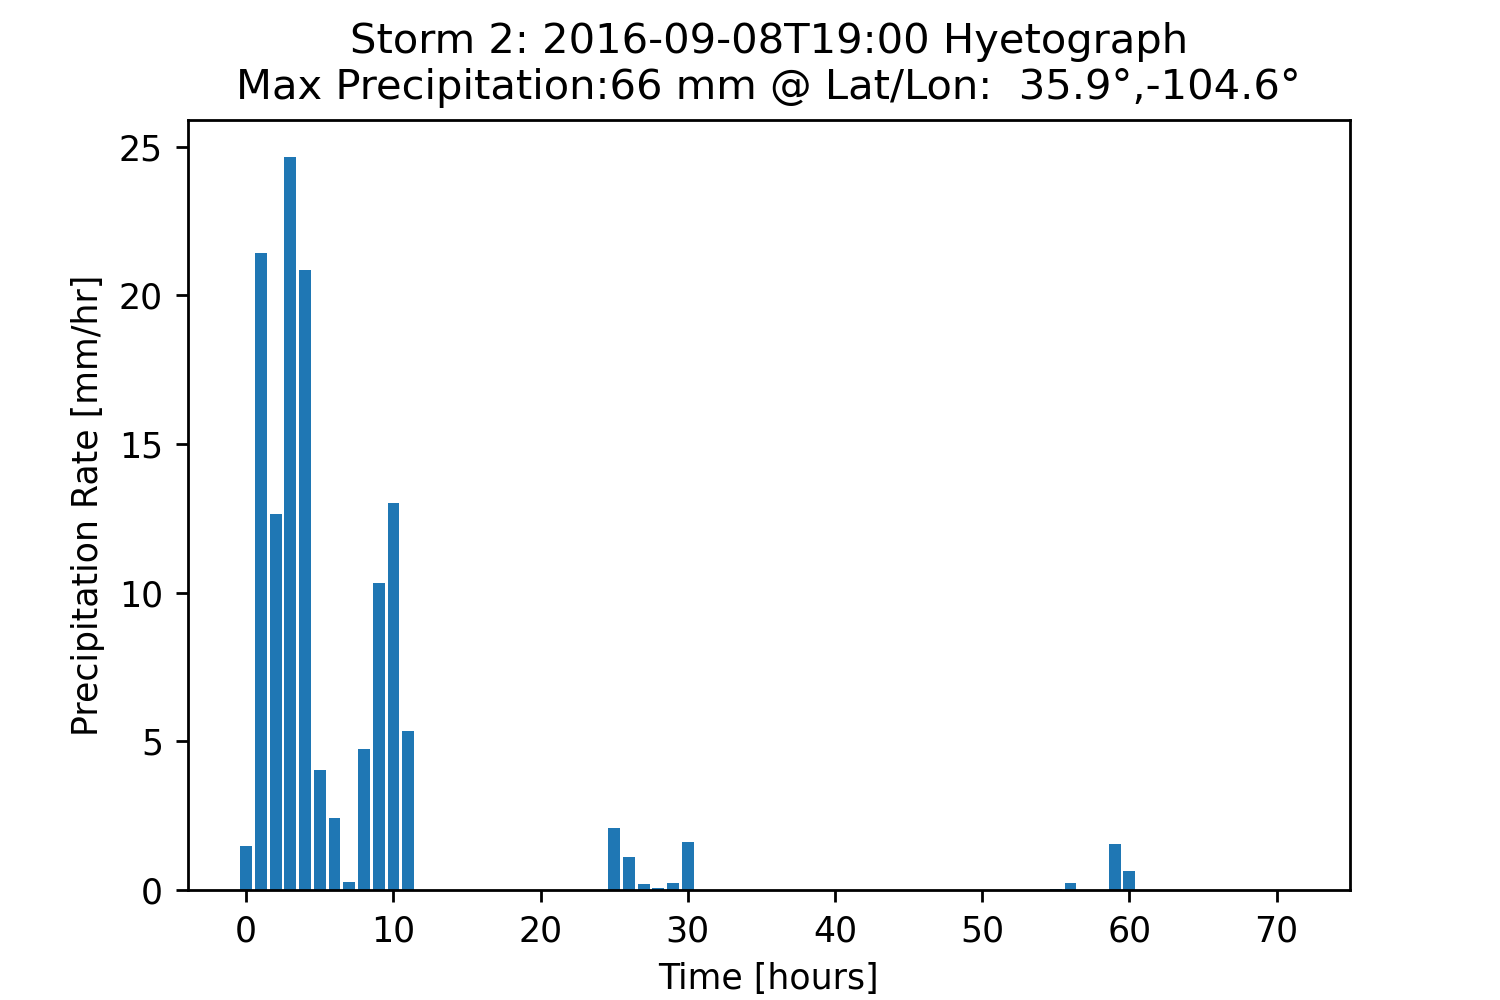 Storm 2: 2016-09-08T19:00 Hyetograph
Max Precipitation:66 mm @ Lat/Lon:  35.9°,-104.6°
25
20
15
10
5
0
Precipitation Rate [mm/hr]
0 10 20 30 40 50 60 70
Time [hours]